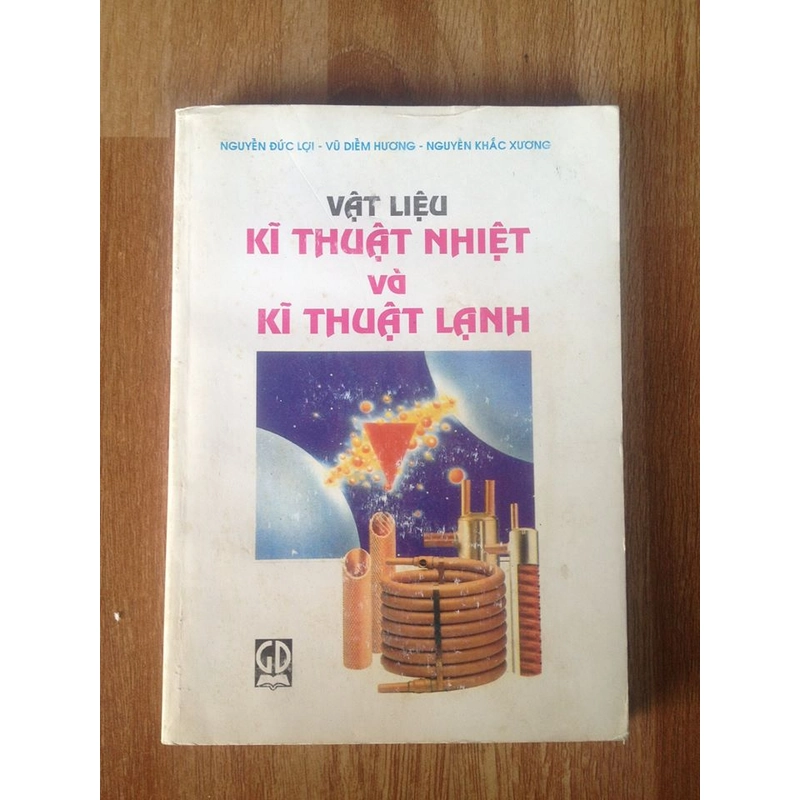 NGUYỄN ĐỨC LỢI - VŨ DIỄM HƯƠNG - NGUYỄN KHẮC XƯƠNG
VẬT LIỆU
KĨ THUẬT NHIỆT
và
KĨ THUẬT LẠNH
GD